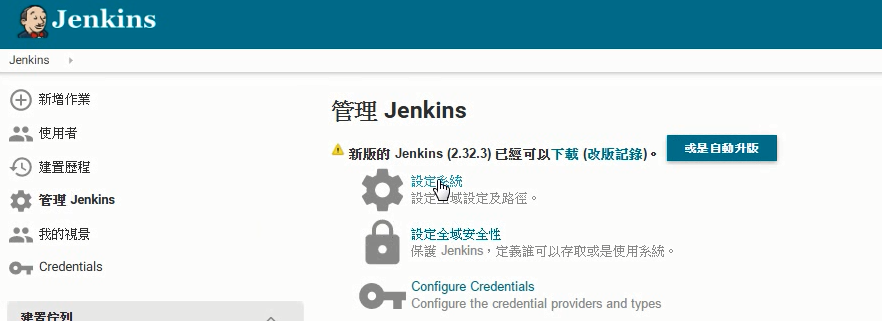 Jenkins
Jenkins
新增作業
使用者
建置歷程
管理 Jenkins
我的視景
Credentials
建置佇列
管理 Jenkins
新版的 Jenkins (2.32.3) 已經可以下載 (改版記錄)。 或是自動升版
設定系統
設定全域設定及路徑。
設定全域安全性
保護 Jenkins，定義誰可以存取或是使用系統。
Configure Credentials
Configure the credential providers and types